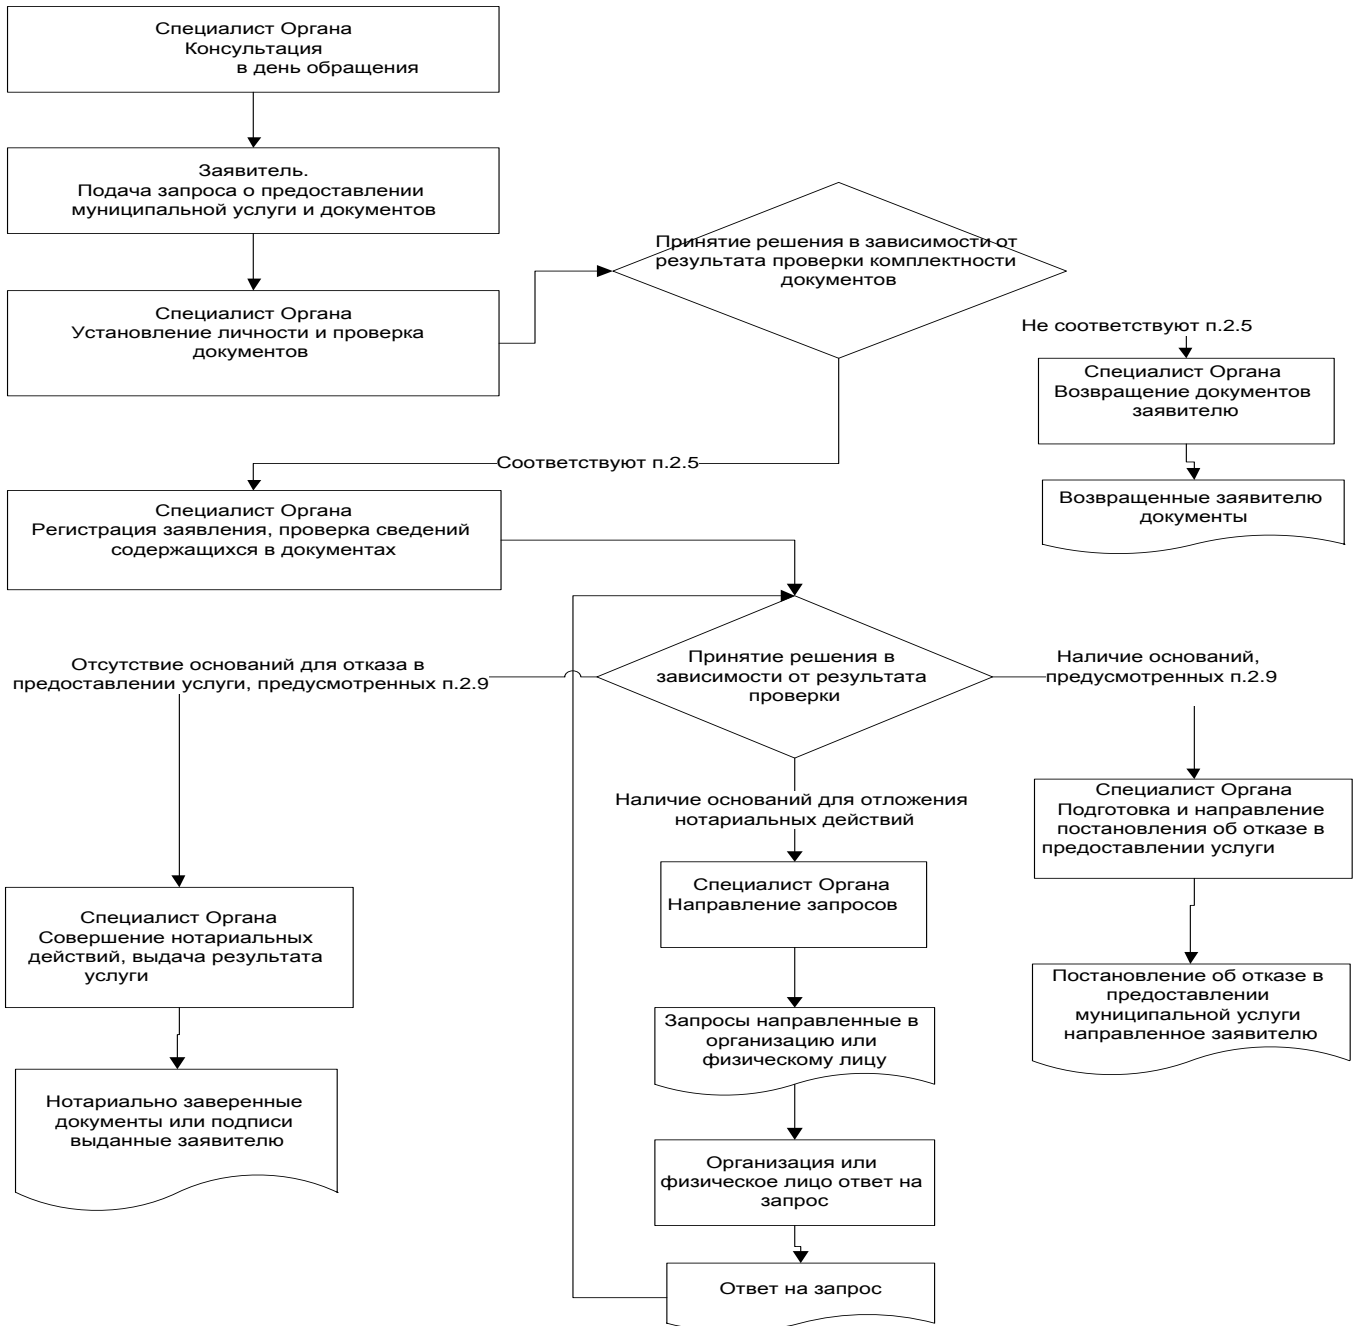 Специалист Органа
Консультация
в день обращения
Заявитель.
Подача запроса о предоставлении
муниципальной услуги и документов
Специалист Органа
Установление личности и проверка
документов
Принятие решения в зависимости от
результата проверки комплектности
документов
Не соответствуют п.2.5
Специалист Органа
Возвращение документов
заявителю
Возвращенные заявителю
документы
Соответствуют п.2.5
Специалист Органа
Регистрация заявления, проверка сведений
содержащихся в документах
Принятие решения в
зависимости от результата
проверки
Отсутствие оснований для отказа в
предоставлении услуги, предусмотренных п.2.9
Наличие оснований,
предусмотренных п.2.9
Наличие оснований для отложения
нотариальных действий
Специалист Органа
Подготовка и направление
постановления об отказе в
предоставлении услуги
Специалист Органа
Направление запросов
Специалист Органа
Совершение нотариальных
действий, выдача результата
услуги
Постановление об отказе в
предоставлении
муниципальной услуги
направленное заявителю
Запросы направленные в
организацию или
физическому лицу
Нотариально заверенные
документы или подписи
выданные заявителю
Организация или
физическое лицо ответ на
запрос
Ответ на запрос